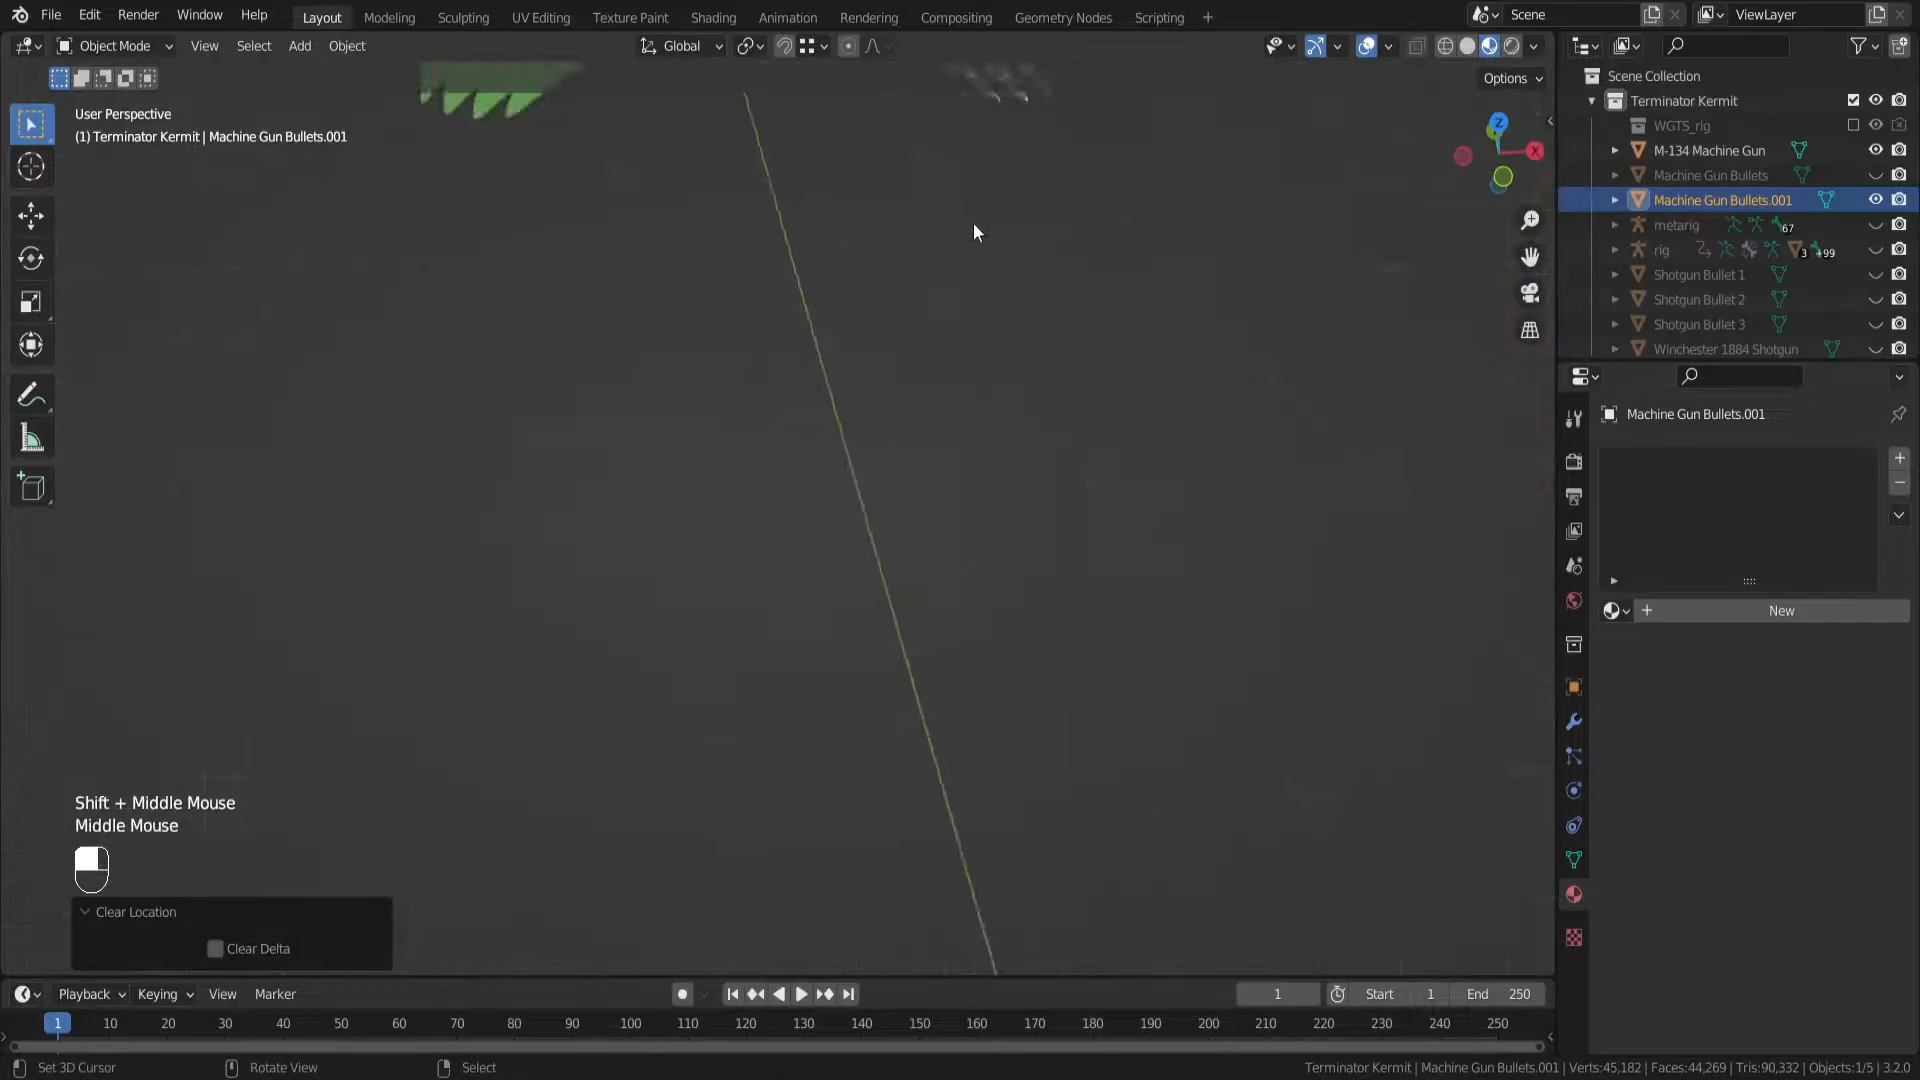 File Edit Render Window Help Layout Modeling Sculpting UV Editing Texture Paint Shading Animation Rendering Compositing Geometry Nodes Scripting + Scene ViewLayer
Object Mode View Select Add Object Global
Options
User Perspective
(1) Terminator Kermit | Machine Gun Bullets.001
Z
X
Scene Collection
Terminator Kermit
WGTS_rig
M-134 Machine Gun
Machine Gun Bullets
Machine Gun Bullets.001
metarig 67
rig 3 +99
Shotgun Bullet 1
Shotgun Bullet 2
Shotgun Bullet 3
Winchester 1884 Shotgun
Machine Gun Bullets.001
New
Shift + Middle Mouse
Middle Mouse
Clear Location
Clear Delta
Playback Keying View Marker 1 Start 1 End 250
1 10 20 30 40 50 60 70 80 90 100 110 120 130 140 150 160 170 180 190 200 210 220 230 240 250
Set 3D Cursor Rotate View Select Terminator Kermit | Machine Gun Bullets.001 | Verts:45,182 | Faces:44,269 | Tris:90,332 | Objects:1/5 | 3.2.0